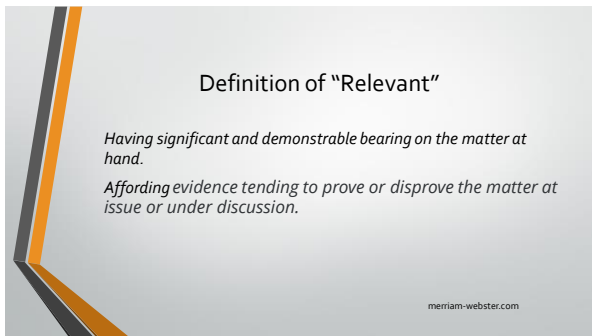 Definition of “Relevant”
Having significant and demonstrable bearing on the matter at
hand.
Affording evidence tending to prove or disprove the matter at
issue or under discussion.
merriam-webster.com